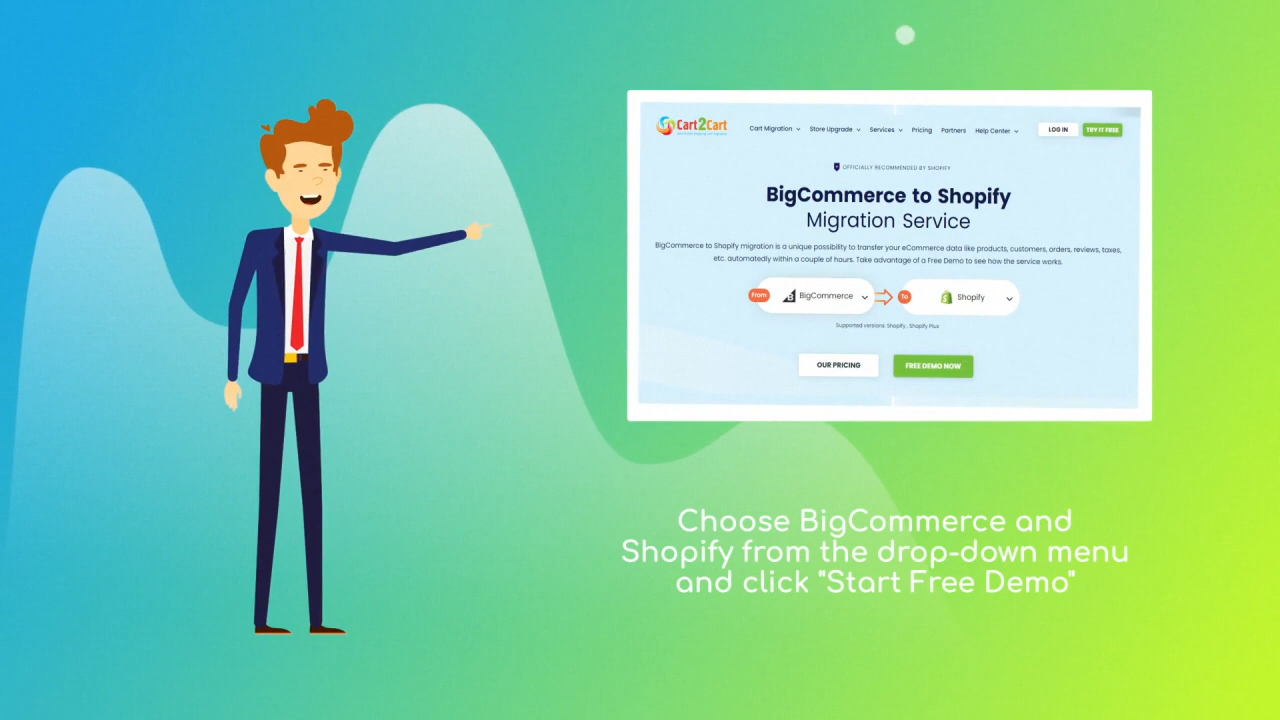 Cart2Cart
Cart Migration
Store Upgrade
Services
Pricing
Partners
Help Center
LOG IN
TRY IT FREE
OFFICIALLY RECOMMENDED BY SHOPIFY
BigCommerce to Shopify
Migration Service
BigCommerce to Shopify migration is a unique possibility to transfer your eCommerce data like products, customers, orders, reviews, taxes,
etc. automatedly within a couple of hours. Take advantage of a Free Demo to see how the service works.
From
BigCommerce
To
Shopify
Supported versions: Shopify, Shopify Plus
OUR PRICING
FREE DEMO NOW
Choose BigCommerce and
Shopify from the drop-down menu
and click "Start Free Demo"